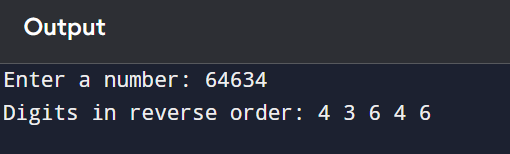 Output
Enter a number: 64634
Digits in reverse order: 4 3 6 4 6